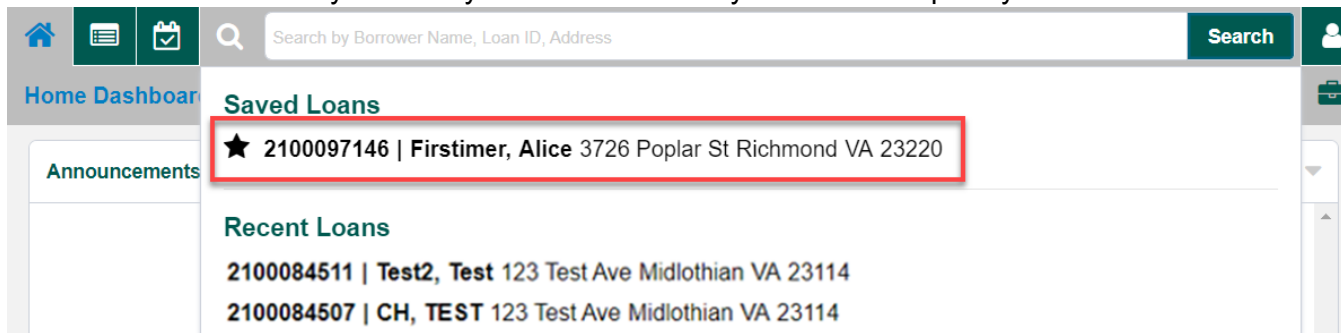 Search by Borrower Name, Loan ID, Address
Search
Home Dashboar
Saved Loans
2100097146 | Firstimer, Alice 3726 Poplar St Richmond VA 23220
Announcements
Recent Loans
2100084511 | Test2, Test 123 Test Ave Midlothian VA 23114
2100084507 | CH, TEST 123 Test Ave Midlothian VA 23114